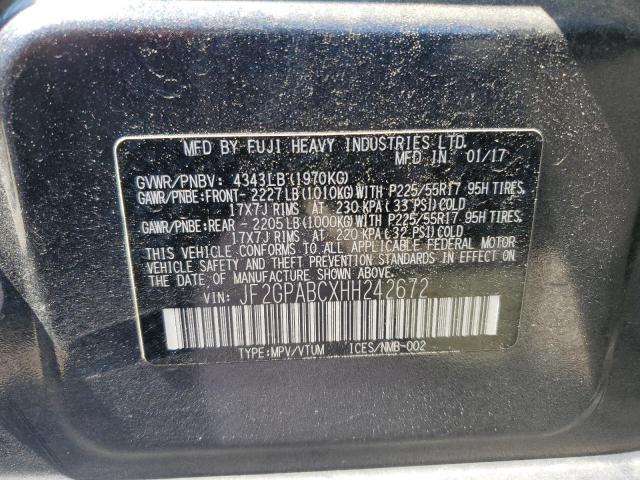 MFD BY FUJI HEAVY INDUSTRIES LTD.
MFD IN 01/17
GVWR/PNBV: 4343LB(1970KG)
GAWR/PNBE:FRONT- 2227LB(1010KG)WITH P225/55R17 95H TIRES,
17X7J RIMS AT 230 KPA(33 PSI)COLD
GAWR/PNBE:REAR - 2205LB(1000KG)WITH P225/55R17 95H TIRES,
17X7J RIMS AT 220 KPA(32 PSI)COLD
THIS VEHICLE CONFORMS TO ALL APPLICABLE FEDERAL MOTOR
VEHICLE SAFETY AND THEFT PREVENTION STANDARDS IN EFFECT ON
THE DATE OF MANUFACTURE SHOWN ABOVE.
VIN: JF2GPABCXHH242672
TYPE:MPV/VTUM ICES/NMB-002